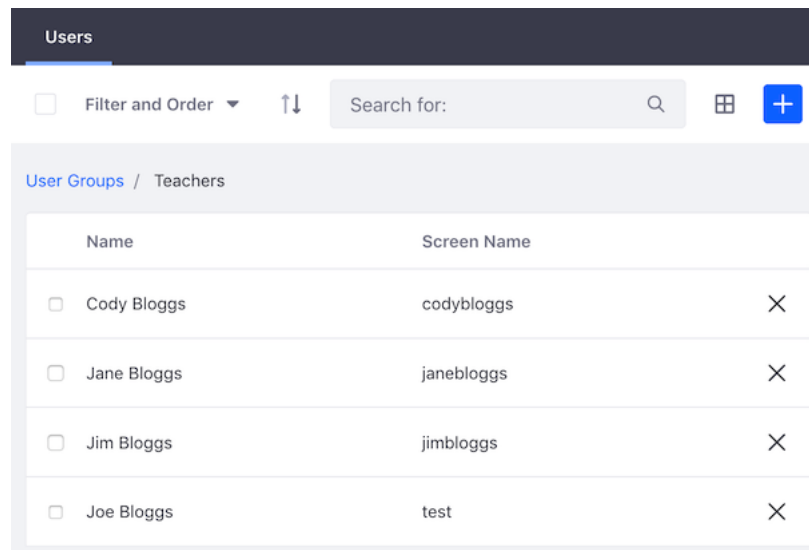 Users
Filter and Order Search for:
User Groups / Teachers
Name Screen Name
Cody Bloggs codybloggs
Jane Bloggs janebloggs
Jim Bloggs jimbloggs
Joe Bloggs test